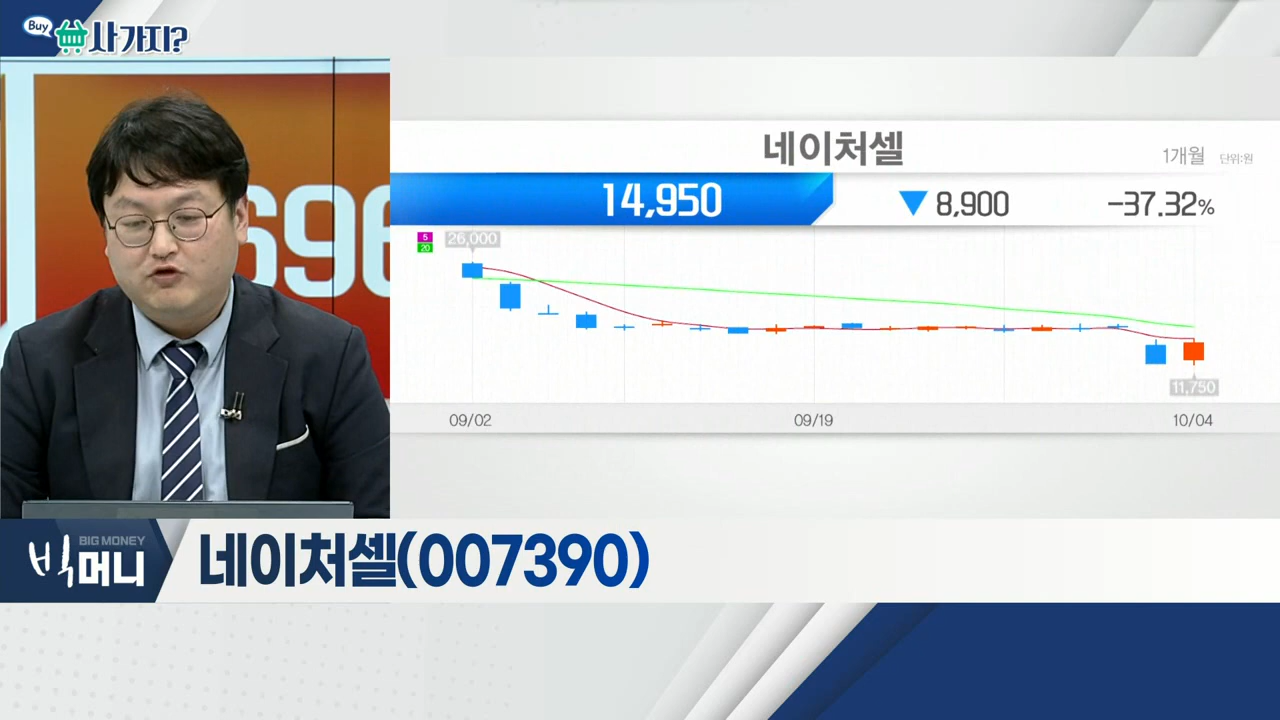 Buy
사가지?
696
네이처셀
1개월 단위:원
14,950 ▼8,900 -37.32%
5
20
26,000
11,750
09/02 09/19 10/04
BIG MONEY
빅머니
네이처셀(007390)